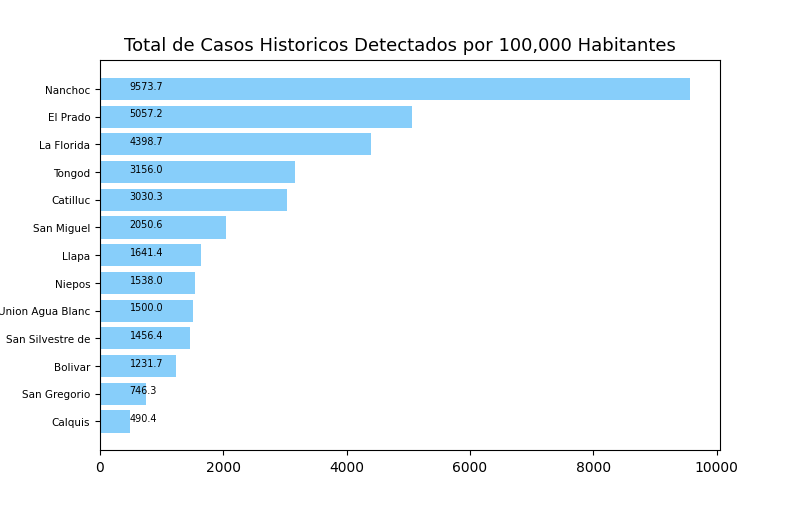 Total de Casos Historicos Detectados por 100,000 Habitantes
Nanchoc 9573.7
El Prado 5057.2
La Florida 4398.7
Tongod 3156.0
Catilluc 3030.3
San Miguel 2050.6
Llapa 1641.4
Niepos 1538.0
Union Agua Blanc 1500.0
San Silvestre de 1456.4
Bolivar 1231.7
San Gregorio 746.3
Calquis 490.4
0 2000 4000 6000 8000 10000